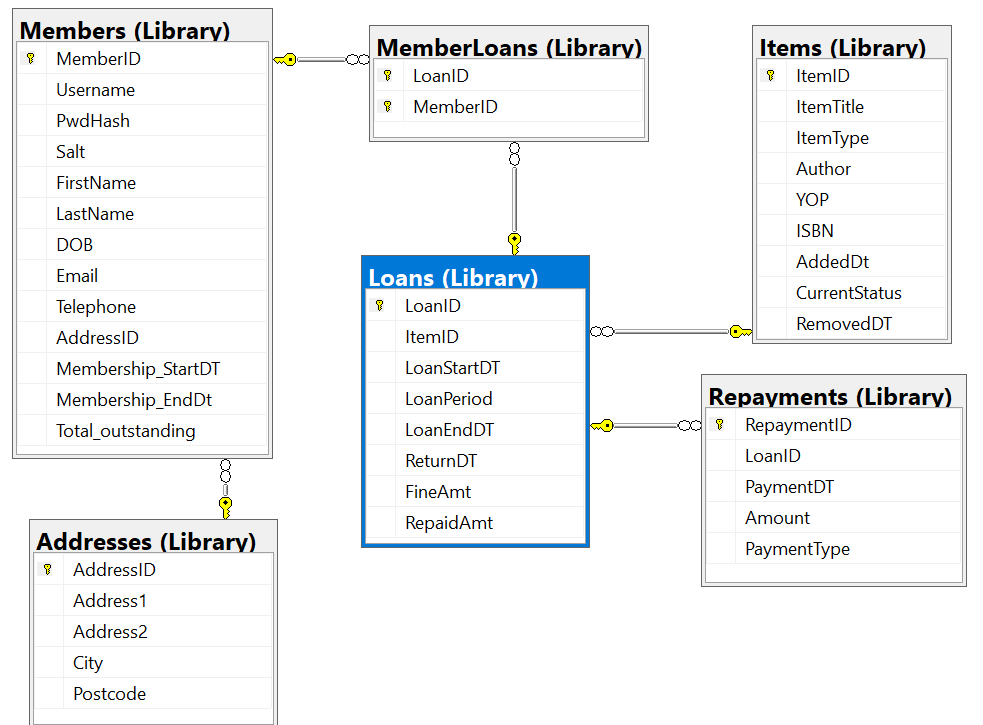 Members (Library)
MemberID
Username
PwdHash
Salt
FirstName
LastName
DOB
Email
Telephone
AddressID
Membership_StartDT
Membership_EndDt
Total_outstanding
MemberLoans (Library)
LoanID
MemberID
Items (Library)
ItemID
ItemTitle
ItemType
Author
YOP
ISBN
AddedDt
CurrentStatus
RemovedDT
Loans (Library)
LoanID
ItemID
LoanStartDT
LoanPeriod
LoanEndDT
ReturnDT
FineAmt
RepaidAmt
Repayments (Library)
RepaymentID
LoanID
PaymentDT
Amount
PaymentType
Addresses (Library)
AddressID
Address1
Address2
City
Postcode